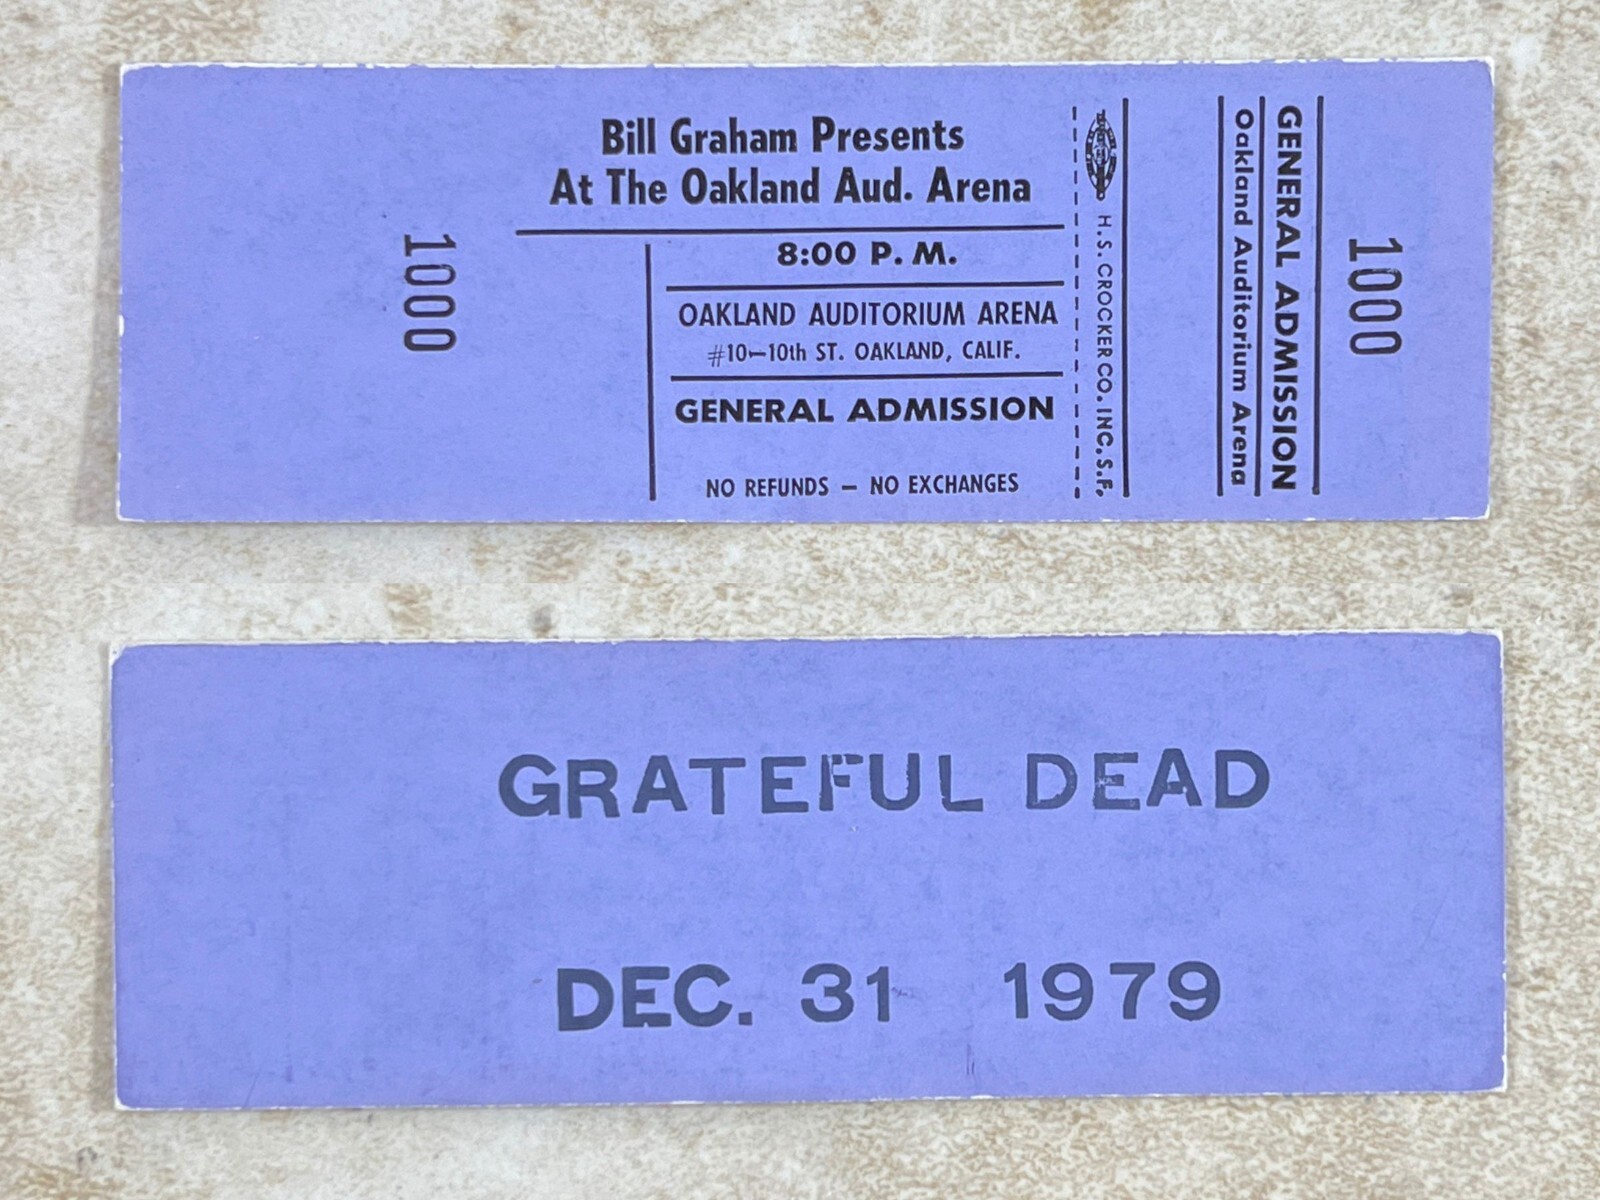 Bill Graham Presents
At The Oakland Aud. Arena
1000
8:00 P. M.
OAKLAND AUDITORIUM ARENA
#10—10th ST. OAKLAND, CALIF.
GENERAL ADMISSION
NO REFUNDS — NO EXCHANGES
H. S. CROCKER CO. INC. S. F.
GENERAL ADMISSION
Oakland Auditorium Arena
1000
GRATEFUL DEAD
DEC. 31 1979